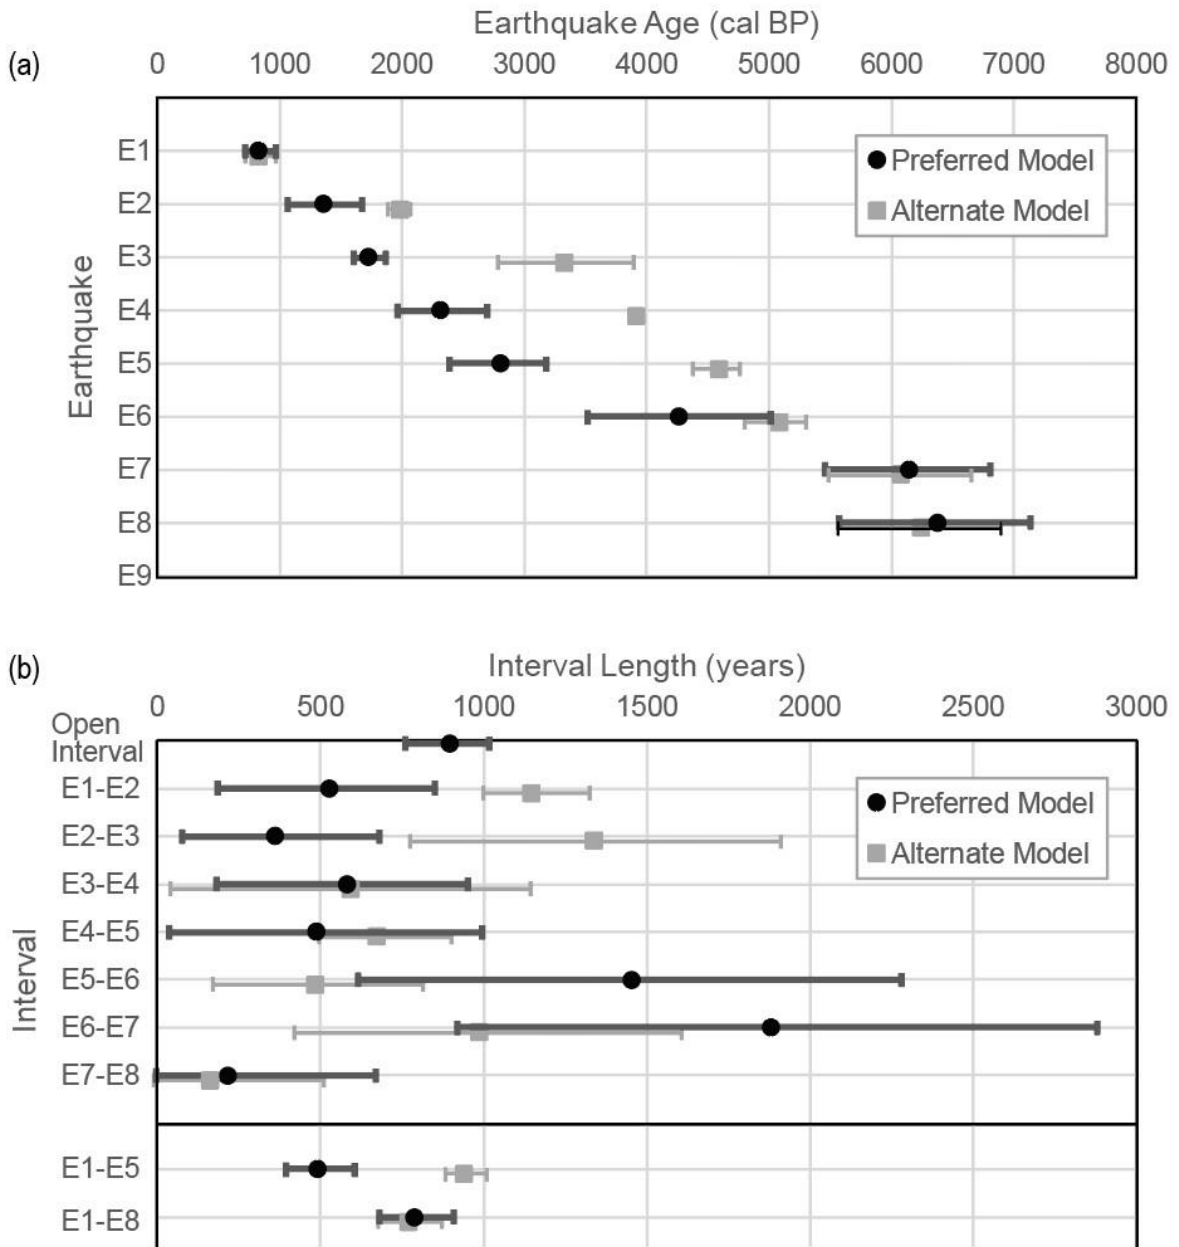 Earthquake Age (cal BP)
(a)
0 1000 2000 3000 4000 5000 6000 7000 8000
E1
E2
E3
E4
E5
E6
E7
E8
E9
Earthquake
Preferred Model
Alternate Model
(b)
Interval Length (years)
0 500 1000 1500 2000 2500 3000
Open
Interval
E1-E2
E2-E3
E3-E4
E4-E5
E5-E6
E6-E7
E7-E8
E1-E5
E1-E8
Interval
Preferred Model
Alternate Model